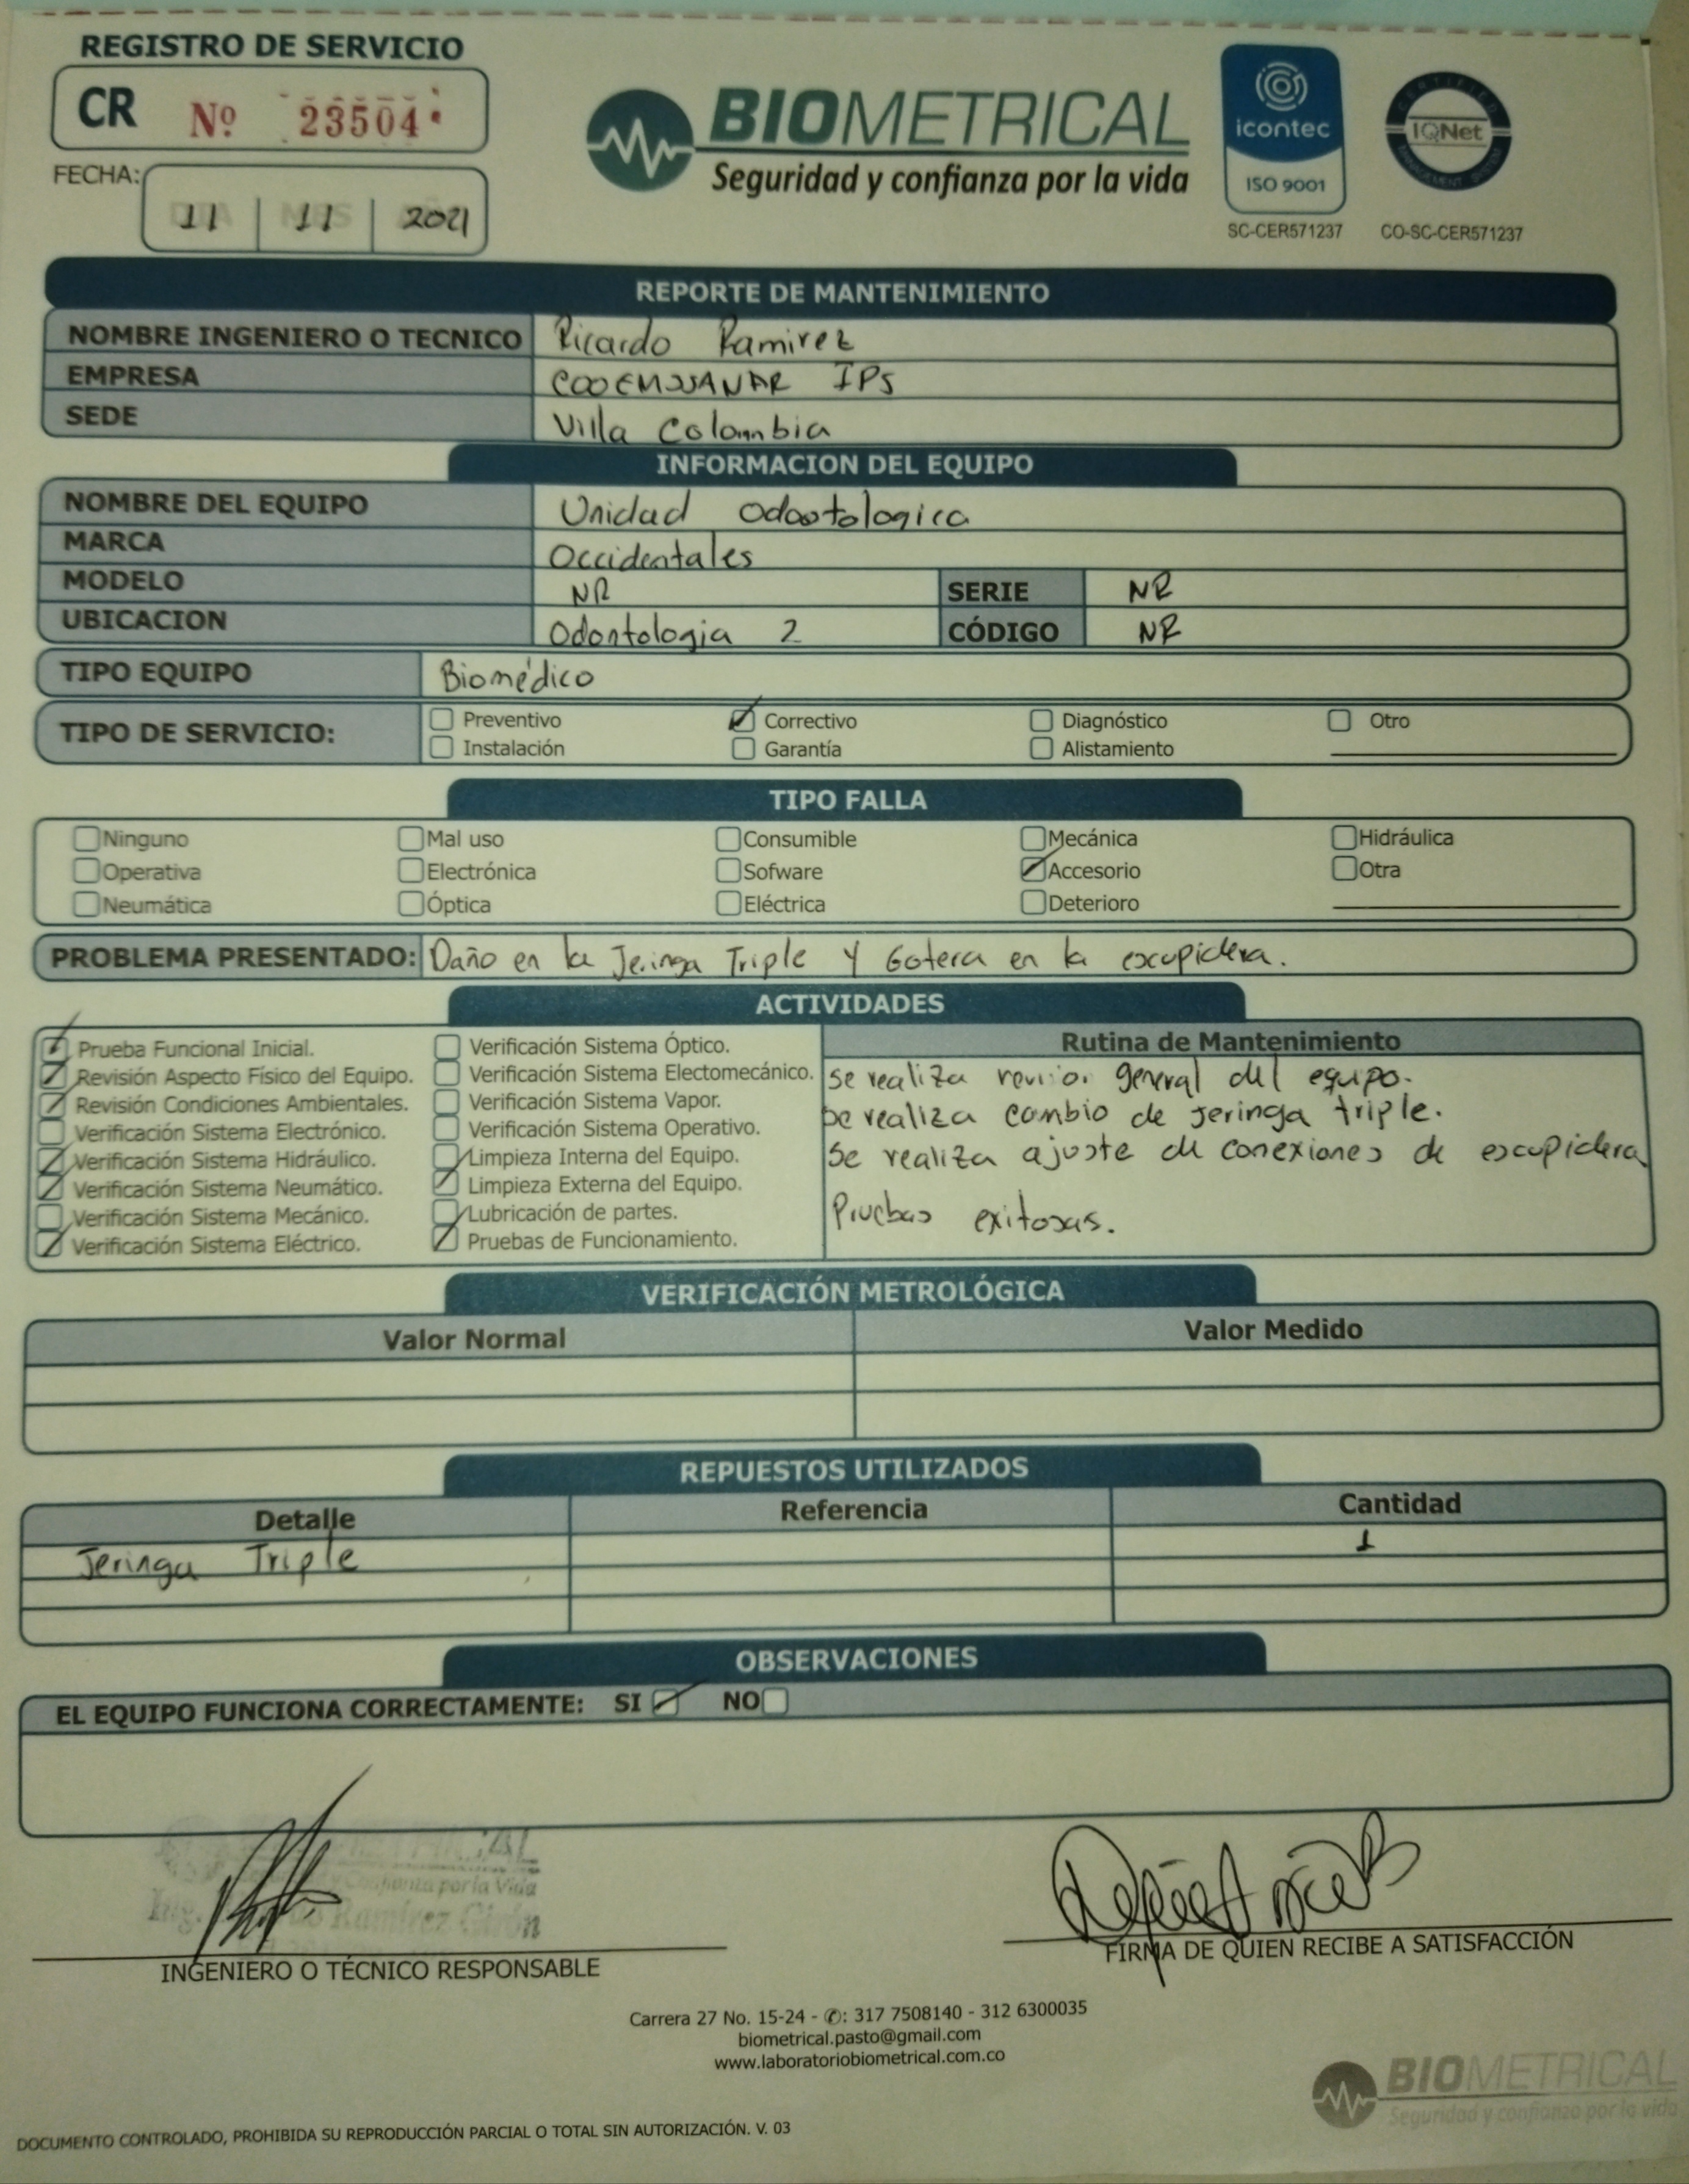 REGISTRO DE SERVICIO
CR Nº 23504
BIOMETRICAL
Seguridad y confianza por la vida
icontec
ISO 9001
SC-CER571237
CERTIFIED
IQNet
MANAGEMENT SYSTEM
CO-SC-CER571237
FECHA: 11 11 2021
REPORTE DE MANTENIMIENTO
NOMBRE INGENIERO O TECNICO Ricardo Ramirez
EMPRESA COOEMSSANAR IPS
SEDE Villa Colombia
INFORMACION DEL EQUIPO
NOMBRE DEL EQUIPO Unidad Odontologica
MARCA Occidentales
MODELO NR SERIE NR
UBICACION Odontologia 2 CÓDIGO NR
TIPO EQUIPO Biomédico
TIPO DE SERVICIO:
Preventivo Correctivo Diagnóstico Otro
Instalación Garantía Alistamiento
TIPO FALLA
Ninguno Mal uso Consumible Mecánica Hidráulica
Operativa Electrónica Sofware Accesorio Otra
Neumática Óptica Eléctrica Deterioro
PROBLEMA PRESENTADO: Daño en la Jeringa Triple y Gotera en la escupidera.
ACTIVIDADES
Prueba Funcional Inicial.
Revisión Aspecto Físico del Equipo.
Revisión Condiciones Ambientales.
Verificación Sistema Electrónico.
Verificación Sistema Hidráulico.
Verificación Sistema Neumático.
Verificación Sistema Mecánico.
Verificación Sistema Eléctrico.
Verificación Sistema Óptico.
Verificación Sistema Electomecánico.
Verificación Sistema Vapor.
Verificación Sistema Operativo.
Limpieza Interna del Equipo.
Limpieza Externa del Equipo.
Lubricación de partes.
Pruebas de Funcionamiento.
Rutina de Mantenimiento
Se realiza revision general del equipo.
Se realiza cambio de jeringa triple.
Se realiza ajuste de conexiones de escupidera
Pruebas exitosas.
VERIFICACIÓN METROLÓGICA
Valor Normal Valor Medido
REPUESTOS UTILIZADOS
Detalle Referencia Cantidad
Jeringa Triple 1
OBSERVACIONES
EL EQUIPO FUNCIONA CORRECTAMENTE: SI NO
Confianza por la Vida
Ing. Ramírez Girón
INGENIERO O TÉCNICO RESPONSABLE
FIRMA DE QUIEN RECIBE A SATISFACCIÓN
Carrera 27 No. 15-24 - ✆: 317 7508140 - 312 6300035
biometrical.pasto@gmail.com
www.laboratoriobiometrical.com.co
BIOMETRICAL
Seguridad y confianza por la vida
DOCUMENTO CONTROLADO, PROHIBIDA SU REPRODUCCIÓN PARCIAL O TOTAL SIN AUTORIZACIÓN. V. 03